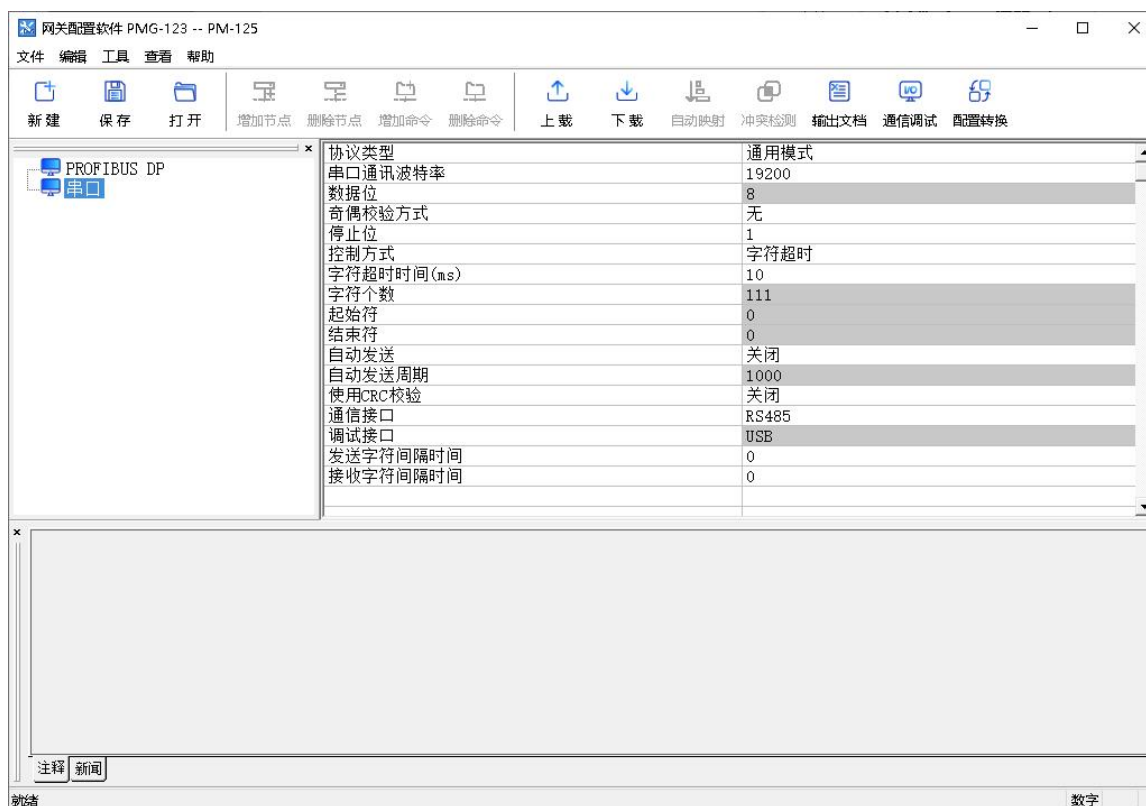 网关配置软件 PMG-123 -- PM-125
文件 编辑 工具 查看 帮助
新建 保存 打开 增加节点 删除节点 增加命令 删除命令 上载 下载 自动映射 冲突检测 输出文档 通信调试 配置转换
PROFIBUS DP
串口
协议类型 通用模式
串口通讯波特率 19200
数据位 8
奇偶校验方式 无
停止位 1
控制方式 字符超时
字符超时时间(ms) 10
字符个数 111
起始符 0
结束符 0
自动发送 关闭
自动发送周期 1000
使用CRC校验 关闭
通信接口 RS485
调试接口 USB
发送字符间隔时间 0
接收字符间隔时间 0
注释 新闻
就绪 数字